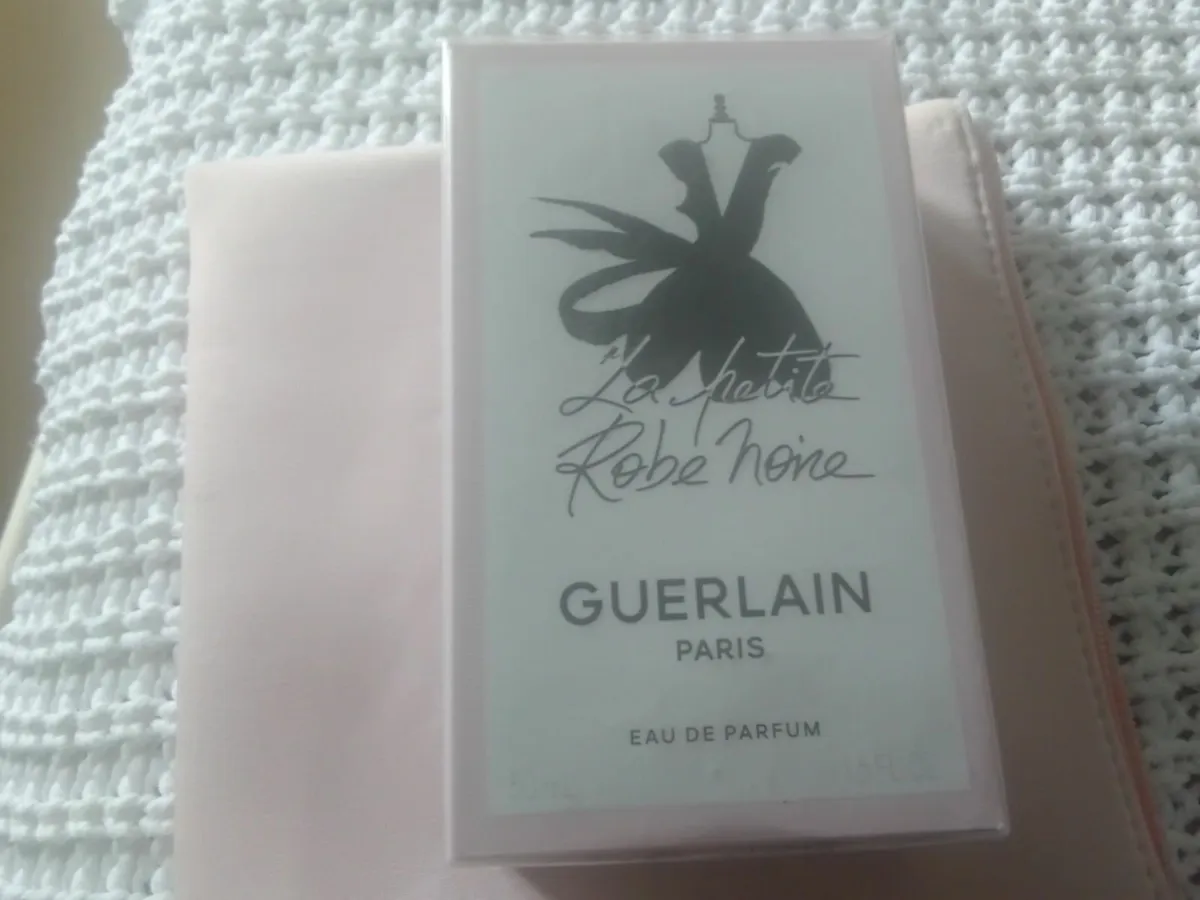 La petite
Robe Noire
GUERLAIN
PARIS
EAU DE PARFUM